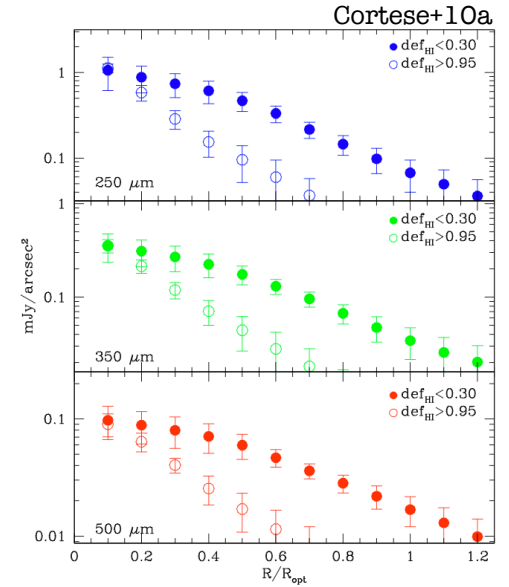 Cortese+10a
def_HI<0.30
def_HI>0.95
1
0.1
250 μm
1
def_HI<0.30
def_HI>0.95
mJy/arcsec²
0.1
350 μm
def_HI<0.30
def_HI>0.95
0.1
500 μm
0.01
0 0.2 0.4 0.6 0.8 1 1.2
R/R_opt